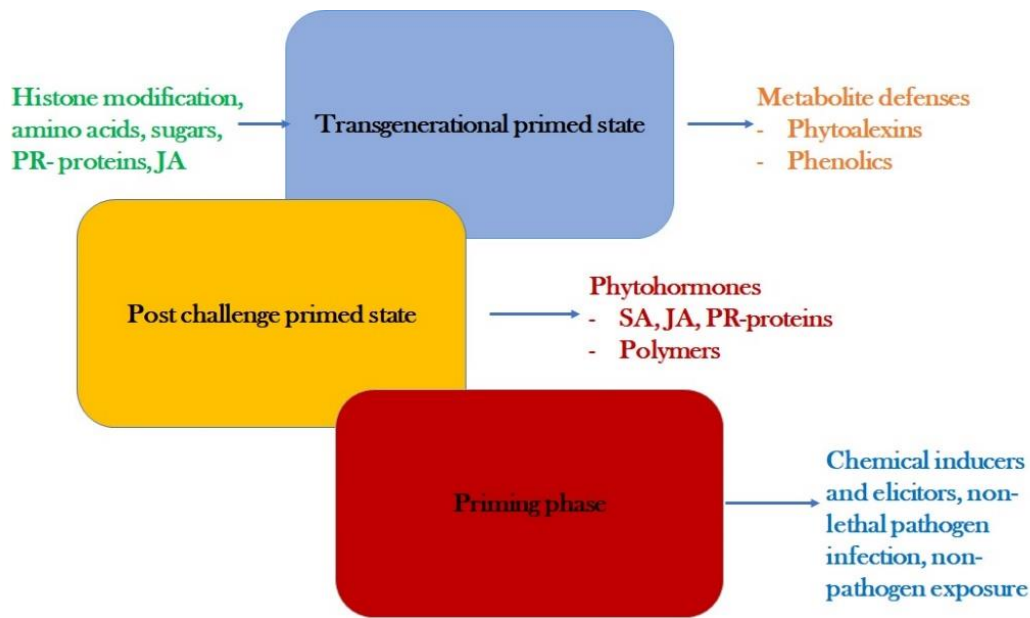 Histone modification,
amino acids, sugars,
PR- proteins, JA
Transgenerational primed state
Metabolite defenses
- Phytoalexins
- Phenolics
Post challenge primed state
Phytohormones
- SA, JA, PR-proteins
- Polymers
Priming phase
Chemical inducers
and elicitors, non-
lethal pathogen
infection, non-
pathogen exposure